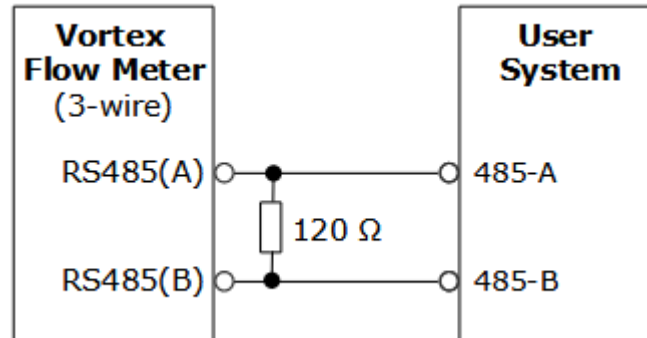 Vortex
Flow Meter
(3-wire)
User
System
RS485(A)
485-A
120 Ω
RS485(B)
485-B